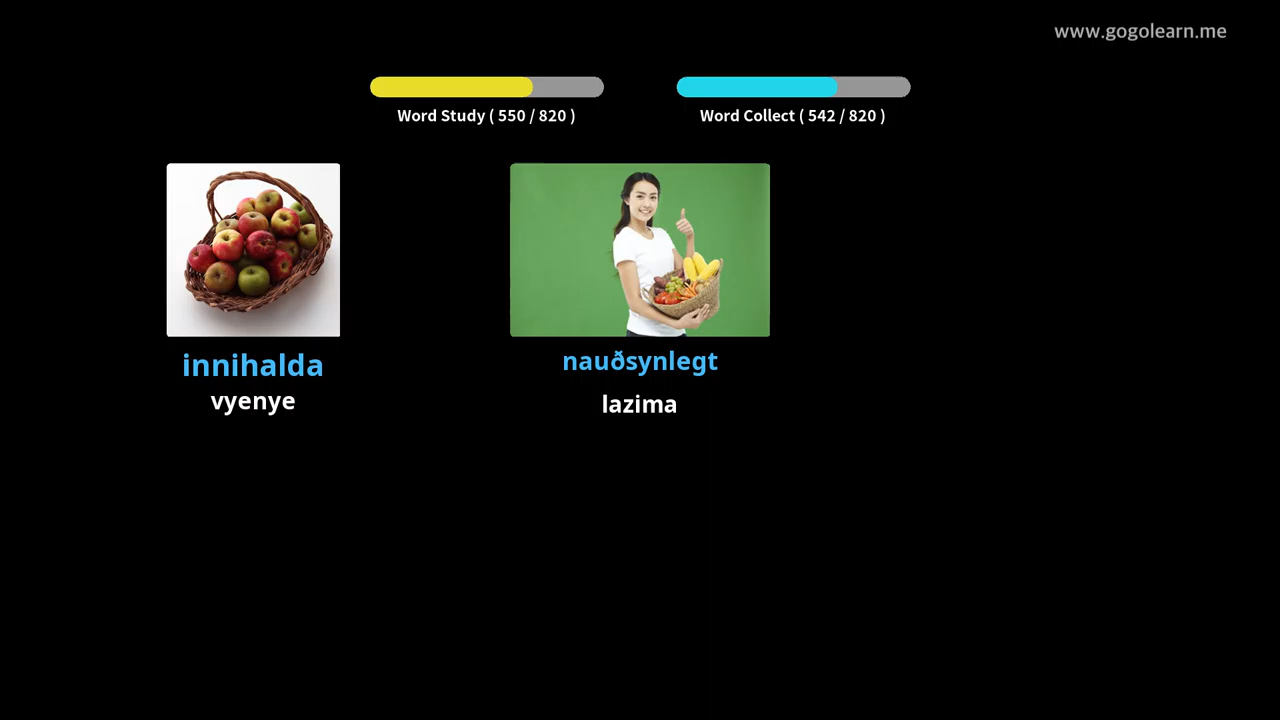 www.gogolearn.me
Word Study ( 550 / 820 )
Word Collect ( 542 / 820 )
innihalda
vyenye
nauðsynlegt
lazima